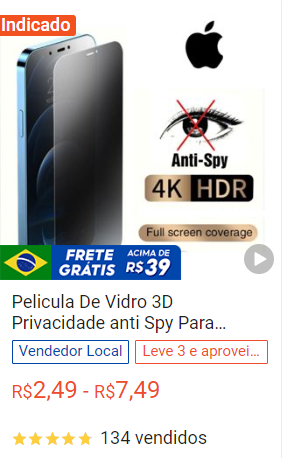 Indicado
Anti-Spy
4K HDR
Full screen coverage
FRETE GRÁTIS ACIMA DE R$39
Pelicula De Vidro 3D
Privacidade anti Spy Para...
Vendedor Local
Leve 3 e aprovei...
R$2,49 - R$7,49
134 vendidos